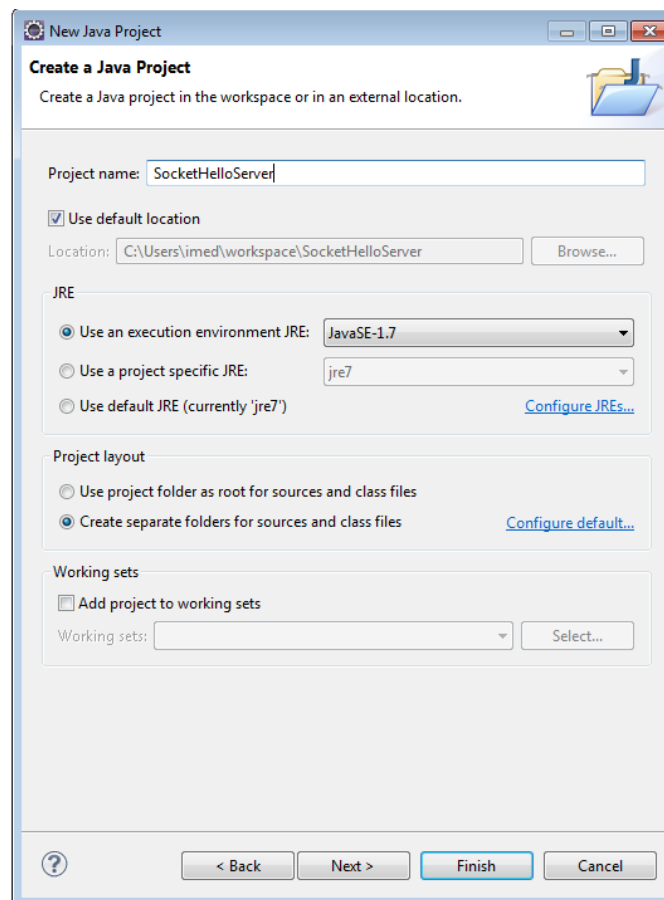 New Java Project
Create a Java Project
Create a Java project in the workspace or in an external location.
Project name: SocketHelloServer
Use default location
Location: C:\Users\imed\workspace\SocketHelloServer Browse...
JRE
Use an execution environment JRE: JavaSE-1.7
Use a project specific JRE: jre7
Use default JRE (currently 'jre7') Configure JREs...
Project layout
Use project folder as root for sources and class files
Create separate folders for sources and class files Configure default...
Working sets
Add project to working sets
Working sets: Select...
? < Back Next > Finish Cancel